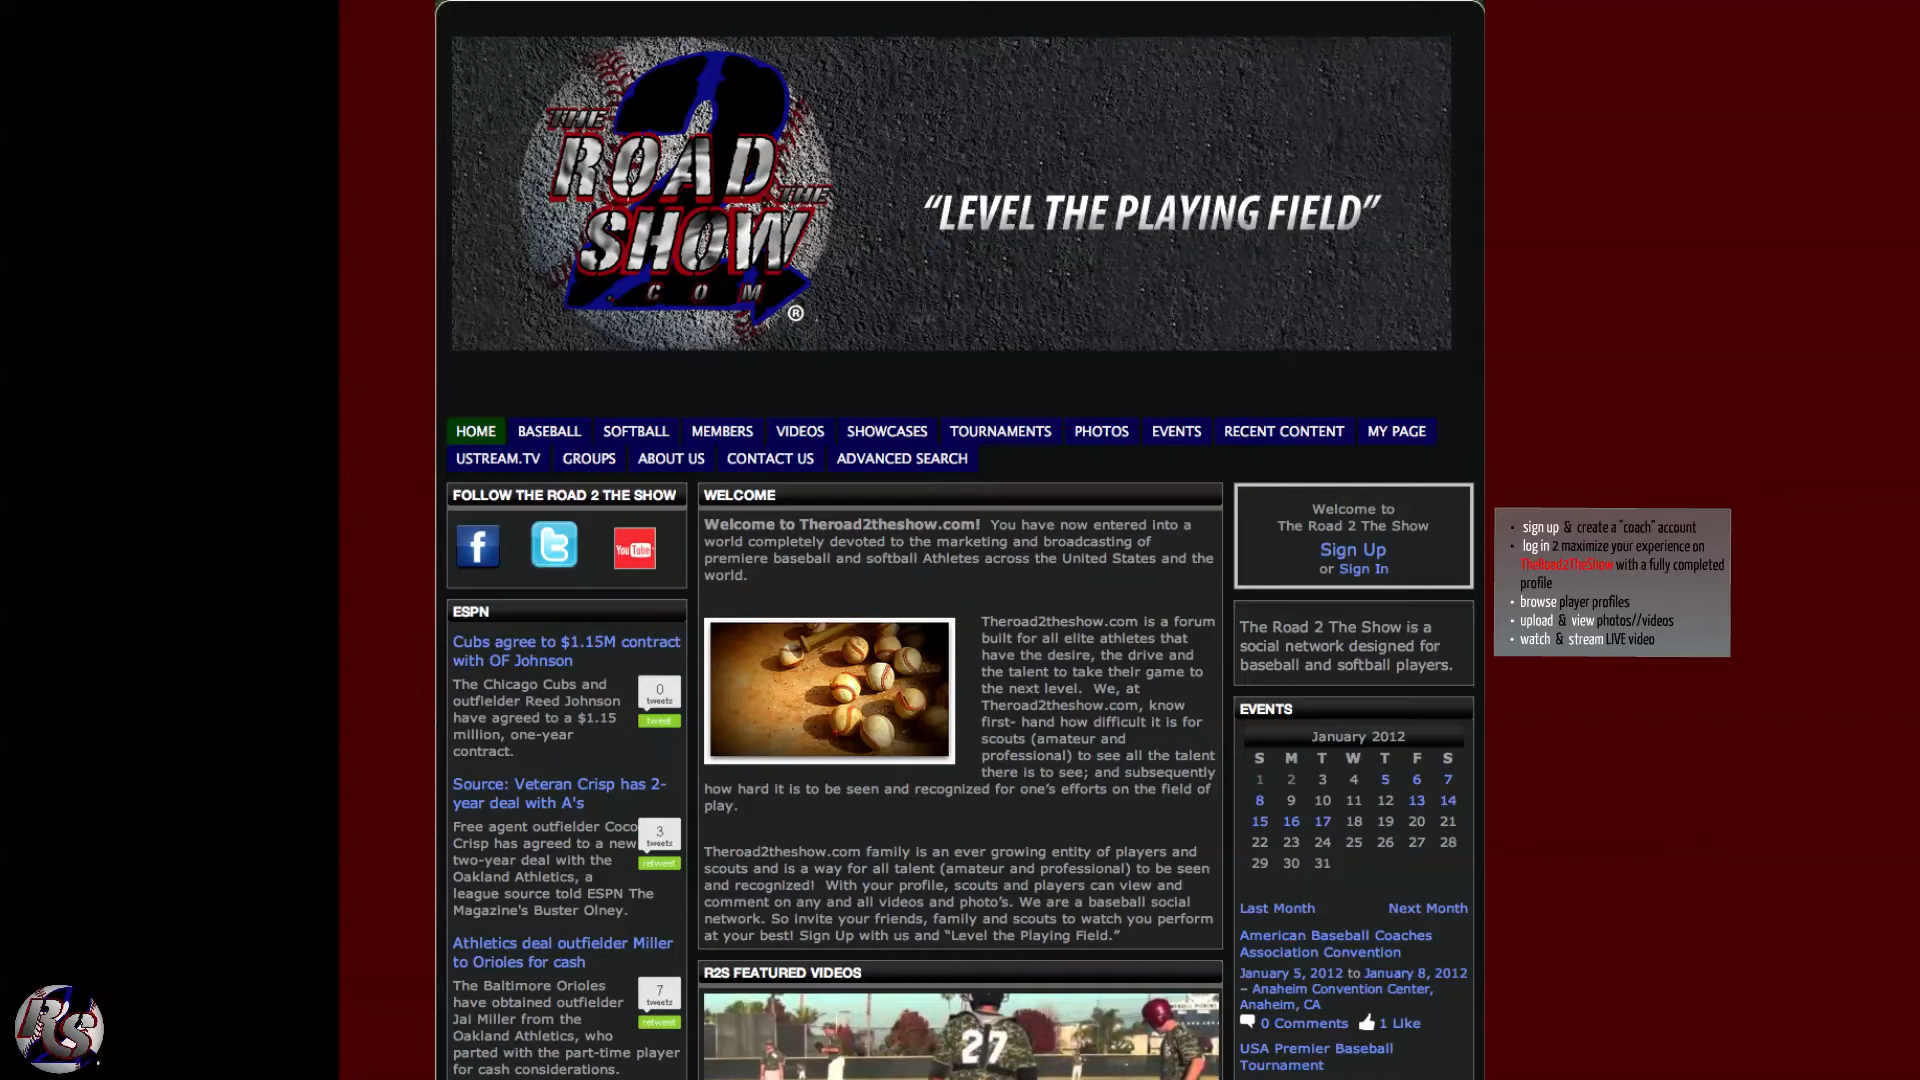 THE
ROAD
2
THE
SHOW
.COM
®
“LEVEL THE PLAYING FIELD”
HOME BASEBALL SOFTBALL MEMBERS VIDEOS SHOWCASES TOURNAMENTS PHOTOS EVENTS RECENT CONTENT MY PAGE
USTREAM.TV GROUPS ABOUT US CONTACT US ADVANCED SEARCH
FOLLOW THE ROAD 2 THE SHOW
You Tube
ESPN
Cubs agree to $1.15M contract
with OF Johnson
The Chicago Cubs and
outfielder Reed Johnson
have agreed to a $1.15
million, one-year
contract.
0
tweets
tweet
Source: Veteran Crisp has 2-
year deal with A's
Free agent outfielder Coco
Crisp has agreed to a new
two-year deal with the
Oakland Athletics, a
league source told ESPN The
Magazine's Buster Olney.
3
tweets
retweet
Athletics deal outfielder Miller
to Orioles for cash
The Baltimore Orioles
have obtained outfielder
Jai Miller from the
Oakland Athletics, who
parted with the part-time player
for cash considerations.
7
tweets
retweet
WELCOME
Welcome to Theroad2theshow.com! You have now entered into a
world completely devoted to the marketing and broadcasting of
premiere baseball and softball Athletes across the United States and the
world.
Theroad2theshow.com is a forum
built for all elite athletes that
have the desire, the drive and
the talent to take their game to
the next level. We, at
Theroad2theshow.com, know
first- hand how difficult it is for
scouts (amateur and
professional) to see all the talent
there is to see; and subsequently
how hard it is to be seen and recognized for one’s efforts on the field of
play.
Theroad2theshow.com family is an ever growing entity of players and
scouts and is a way for all talent (amateur and professional) to be seen
and recognized! With your profile, scouts and players can view and
comment on any and all videos and photo’s. We are a baseball social
network. So invite your friends, family and scouts to watch you perform
at your best! Sign Up with us and “Level the Playing Field.”
R2S FEATURED VIDEOS
27
Welcome to
The Road 2 The Show
Sign Up
or Sign In
The Road 2 The Show is a
social network designed for
baseball and softball players.
EVENTS
January 2012
S M T W T F S
1 2 3 4 5 6 7
8 9 10 11 12 13 14
15 16 17 18 19 20 21
22 23 24 25 26 27 28
29 30 31
Last Month Next Month
American Baseball Coaches
Association Convention
January 5, 2012 to January 8, 2012
– Anaheim Convention Center,
Anaheim, CA
0 Comments 1 Like
USA Premier Baseball
Tournament
• sign up & create a "coach" account
• log in 2 maximize your experience on
TheRoad2TheShow with a fully completed
profile
• browse player profiles
• upload & view photos//videos
• watch & stream LIVE video
R2S